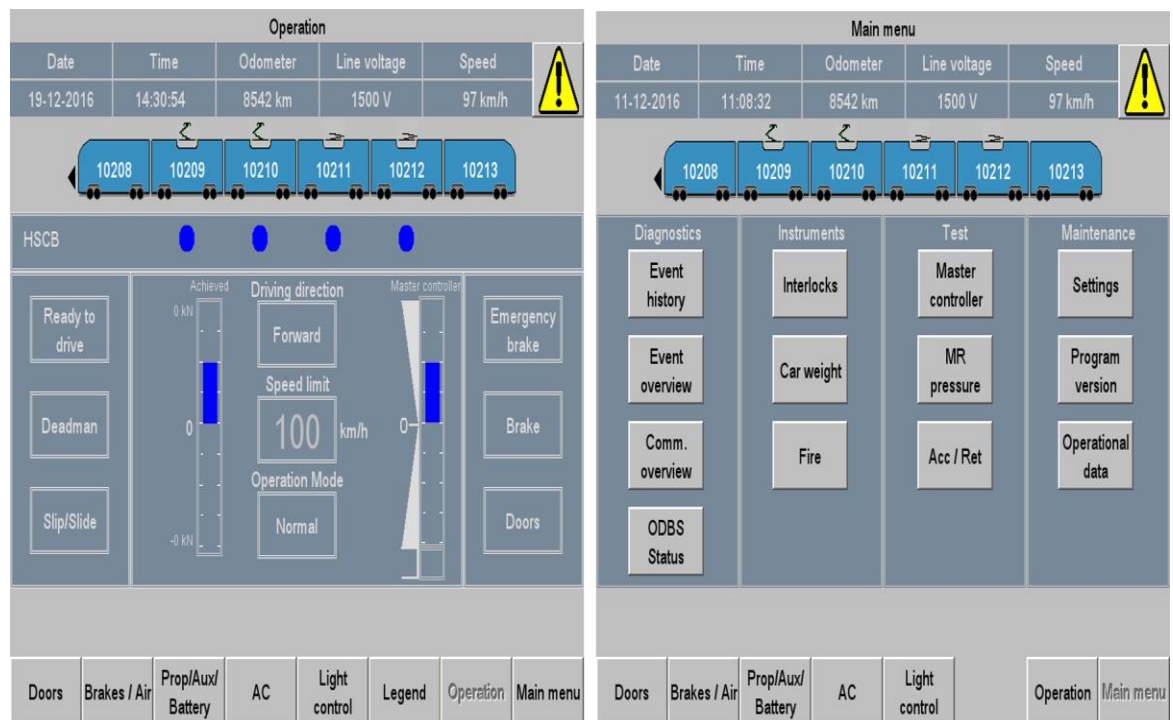 Operation
Date Time Odometer Line voltage Speed
19-12-2016 14:30:54 8542 km 1500 V 97 km/h
10208 10209 10210 10211 10212 10213
HSCB
Achieved Driving direction Master controller
0 kN
Ready to
drive
Forward
Emergency
brake
Speed limit
Deadman
0
100 km/h
0
Brake
Operation Mode
Slip/Slide
Normal
Doors
-0 kN
Doors
Brakes / Air
Prop/Aux/
Battery
AC
Light
control
Legend
Operation
Main menu
Main menu
Date Time Odometer Line voltage Speed
11-12-2016 11:08:32 8542 km 1500 V 97 km/h
10208 10209 10210 10211 10212 10213
Diagnostics Instruments Test Maintenance
Event
history
Interlocks
Master
controller
Settings
Event
overview
Car weight
MR
pressure
Program
version
Comm.
overview
Fire
Acc / Ret
Operational
data
ODBS
Status
Doors
Brakes / Air
Prop/Aux/
Battery
AC
Light
control
Operation
Main menu